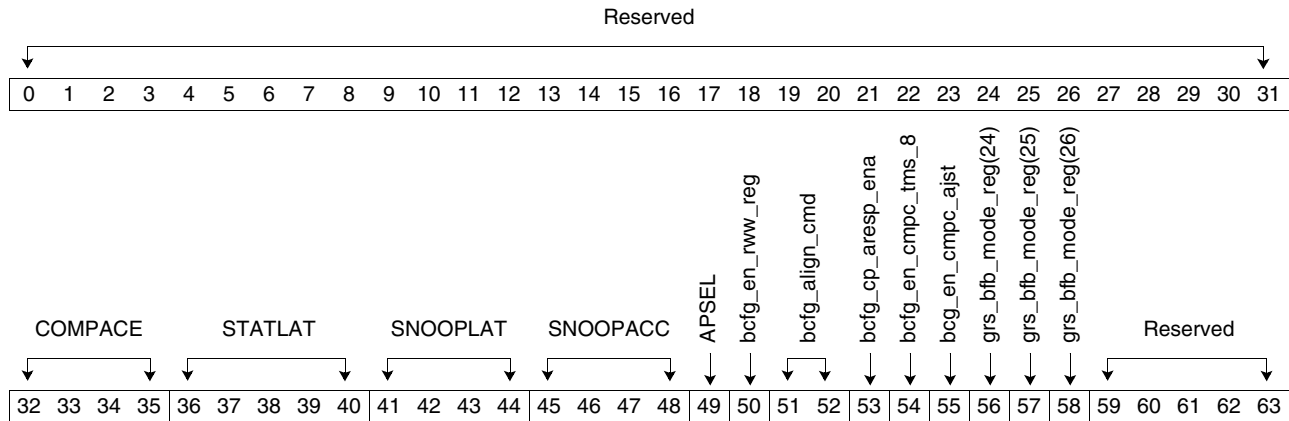 Reserved
0 1 2 3 4 5 6 7 8 9 10 11 12 13 14 15 16 17 18 19 20 21 22 23 24 25 26 27 28 29 30 31
COMPACE
STATLAT
SNOOPLAT
SNOOPACC
APSEL
bcfg_en_rww_reg
bcfg_align_cmd
bcfg_cp_aresp_ena
bcfg_en_cmpc_tms_8
bcg_en_cmpc_ajst
grs_bfb_mode_reg(24)
grs_bfb_mode_reg(25)
grs_bfb_mode_reg(26)
Reserved
32 33 34 35 36 37 38 39 40 41 42 43 44 45 46 47 48 49 50 51 52 53 54 55 56 57 58 59 60 61 62 63